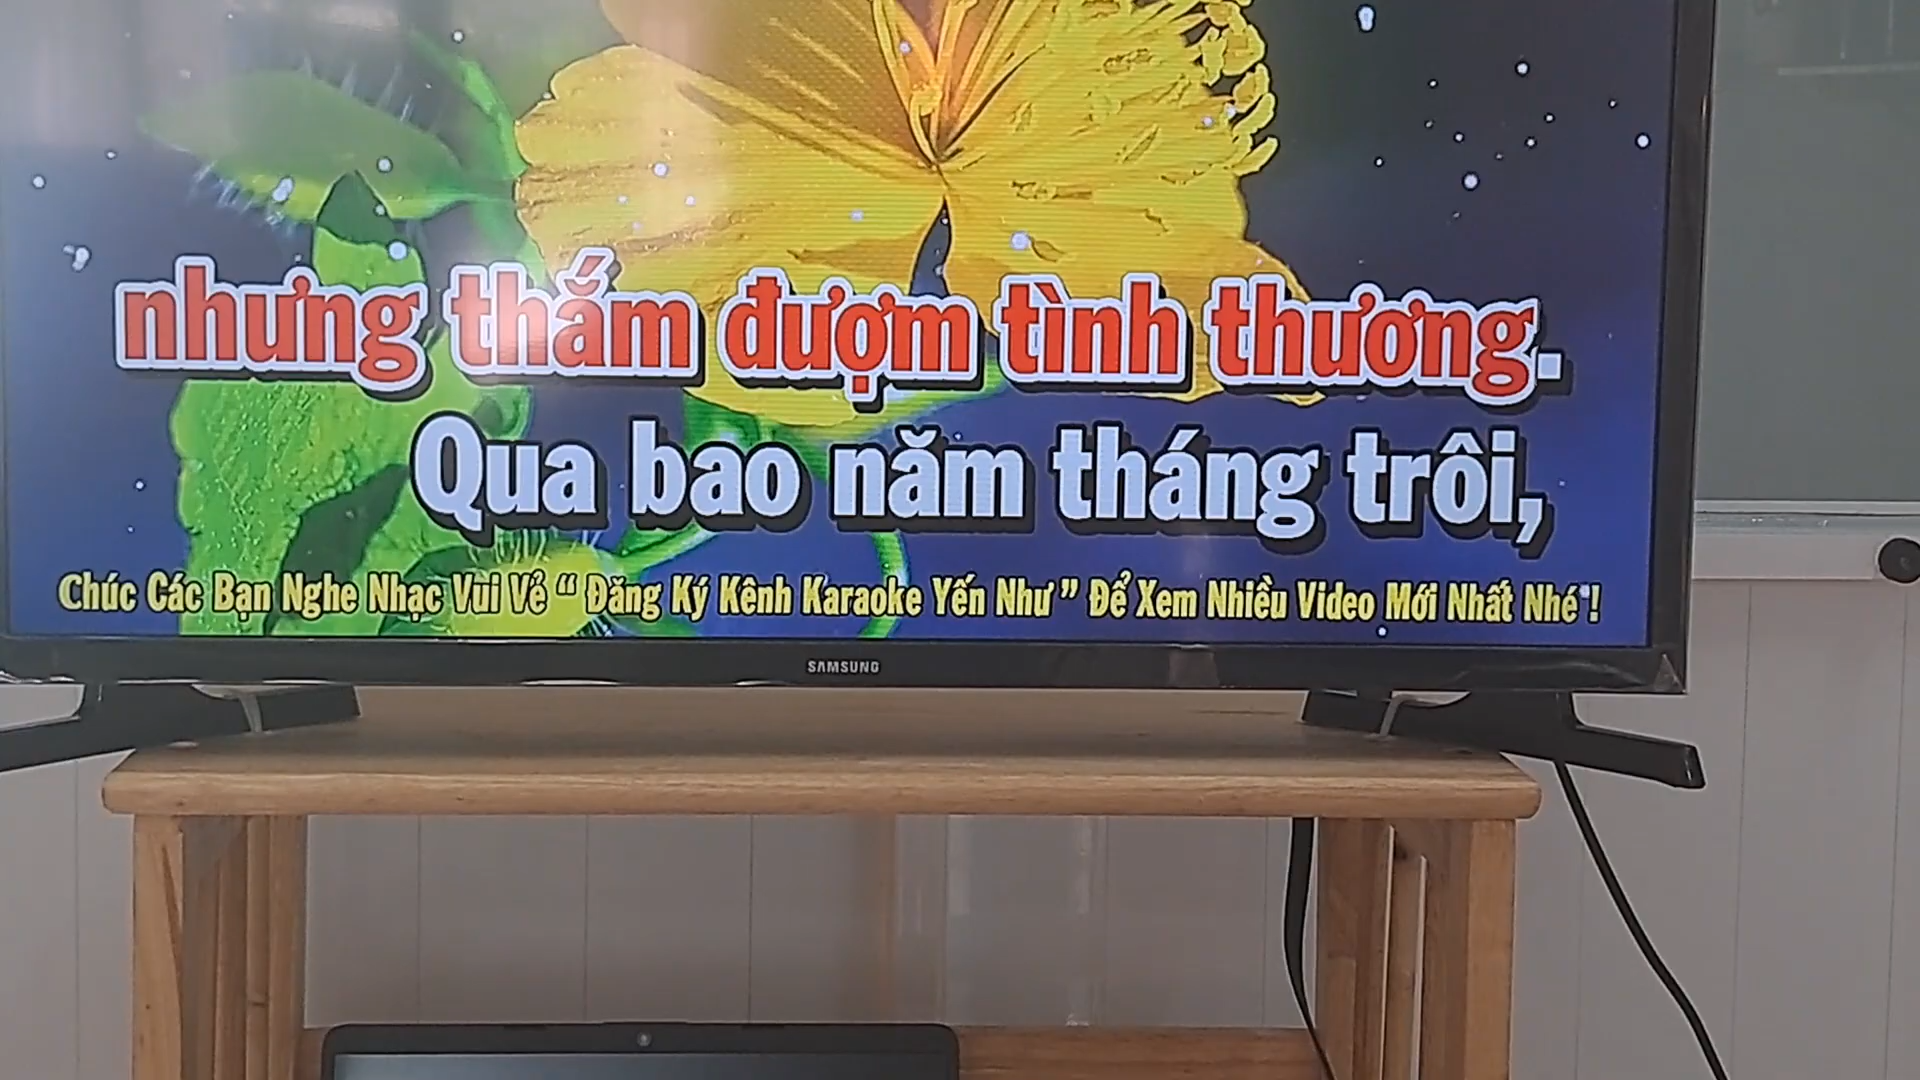 nhưng thắm đượm tình thương.
Qua bao năm tháng trôi,
Chúc Các Bạn Nghe Nhạc Vui Vẻ “ Đăng Ký Kênh Karaoke Yến Như ” Để Xem Nhiều Video Mới Nhất Nhé !
SAMSUNG